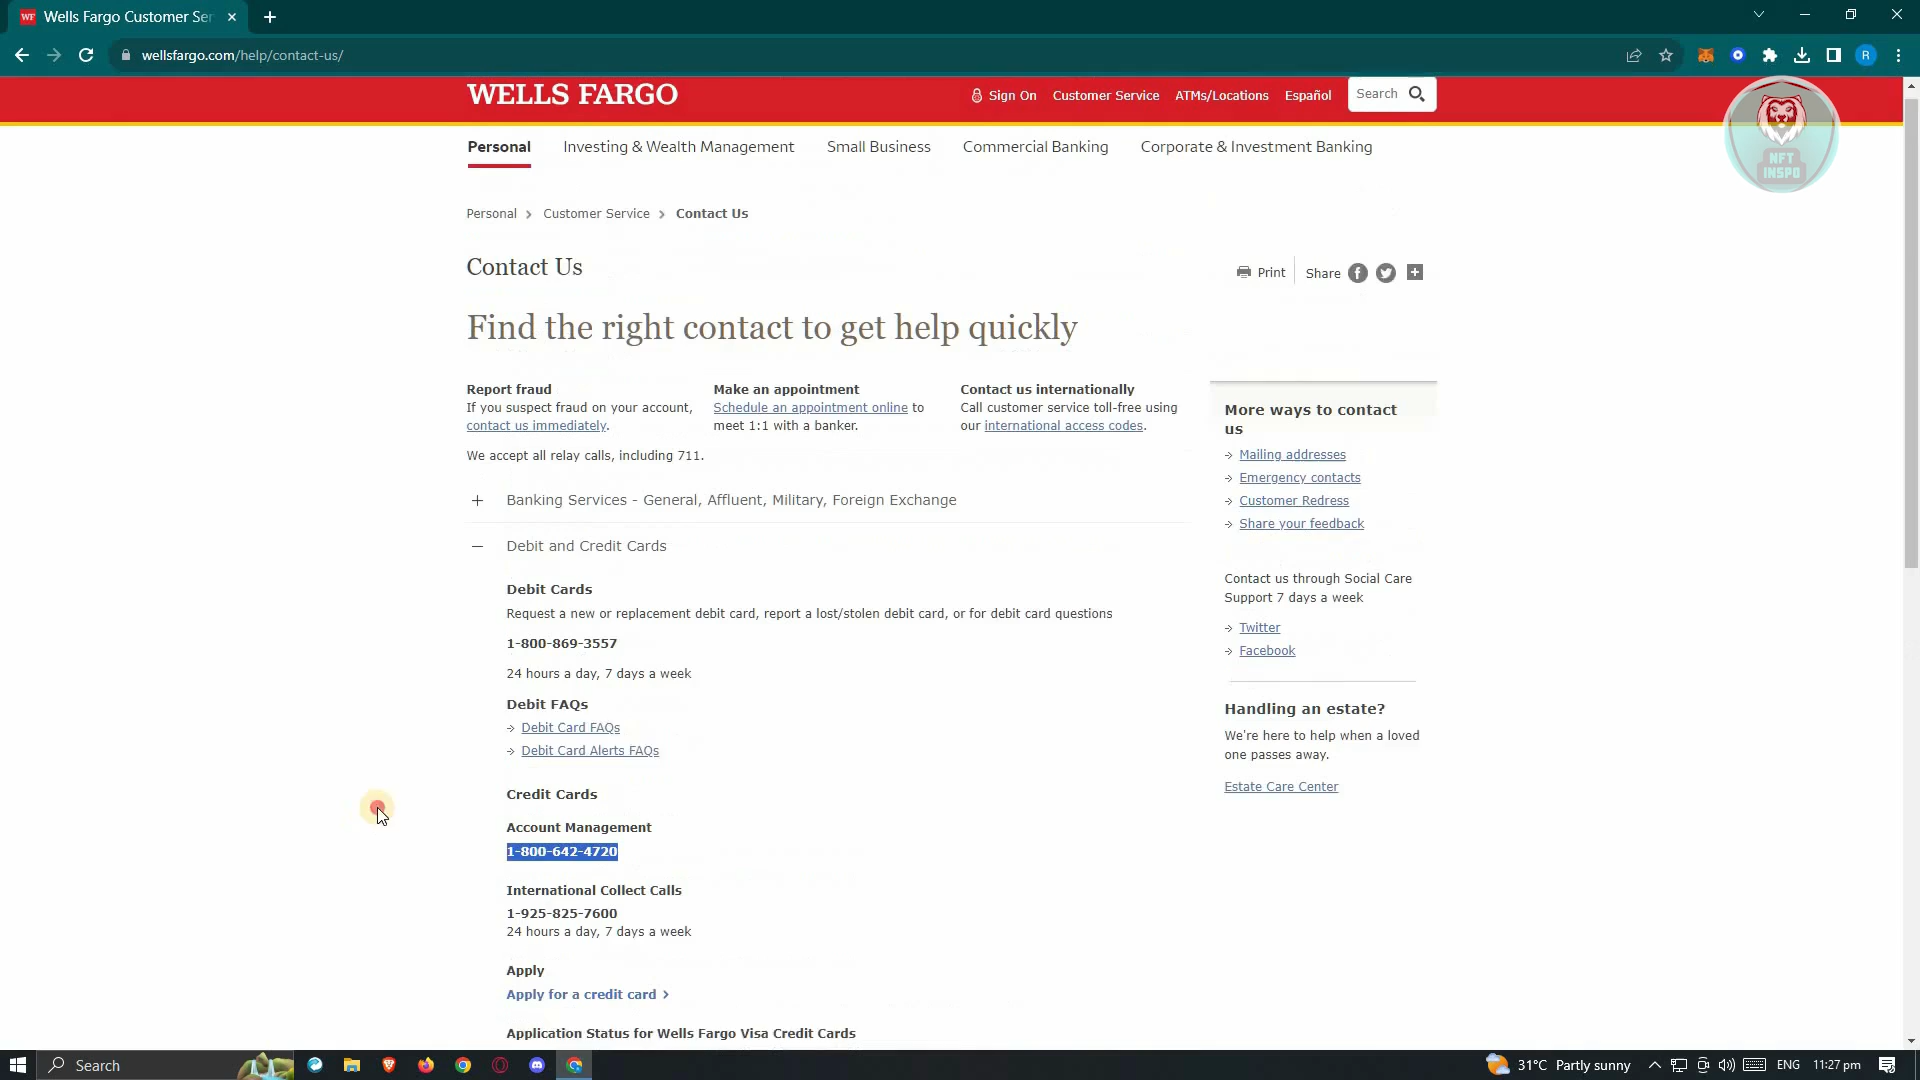 WF Wells Fargo Customer Ser
wellsfargo.com/help/contact-us/
R
WELLS FARGO
Sign On Customer Service ATMs/Locations Español Search
NFT
INSPO
Personal Investing & Wealth Management Small Business Commercial Banking Corporate & Investment Banking
Personal Customer Service Contact Us
Contact Us
Print Share
Find the right contact to get help quickly
Report fraud
If you suspect fraud on your account,
contact us immediately.
Make an appointment
Schedule an appointment online to
meet 1:1 with a banker.
Contact us internationally
Call customer service toll-free using
our international access codes.
We accept all relay calls, including 711.
+ Banking Services - General, Affluent, Military, Foreign Exchange
− Debit and Credit Cards
Debit Cards
Request a new or replacement debit card, report a lost/stolen debit card, or for debit card questions
1-800-869-3557
24 hours a day, 7 days a week
Debit FAQs
Debit Card FAQs
Debit Card Alerts FAQs
Credit Cards
Account Management
1-800-642-4720
International Collect Calls
1-925-825-7600
24 hours a day, 7 days a week
Apply
Apply for a credit card
Application Status for Wells Fargo Visa Credit Cards
More ways to contact
us
Mailing addresses
Emergency contacts
Customer Redress
Share your feedback
Contact us through Social Care
Support 7 days a week
Twitter
Facebook
Handling an estate?
We're here to help when a loved
one passes away.
Estate Care Center
Search
31°C Partly sunny
ENG
11:27 pm